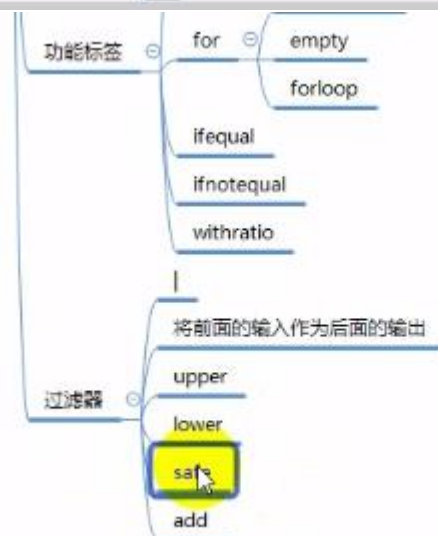 功能标签
for
empty
forloop
ifequal
ifnotequal
withratio
|
将前面的输入作为后面的输出
过滤器
upper
lower
safe
add